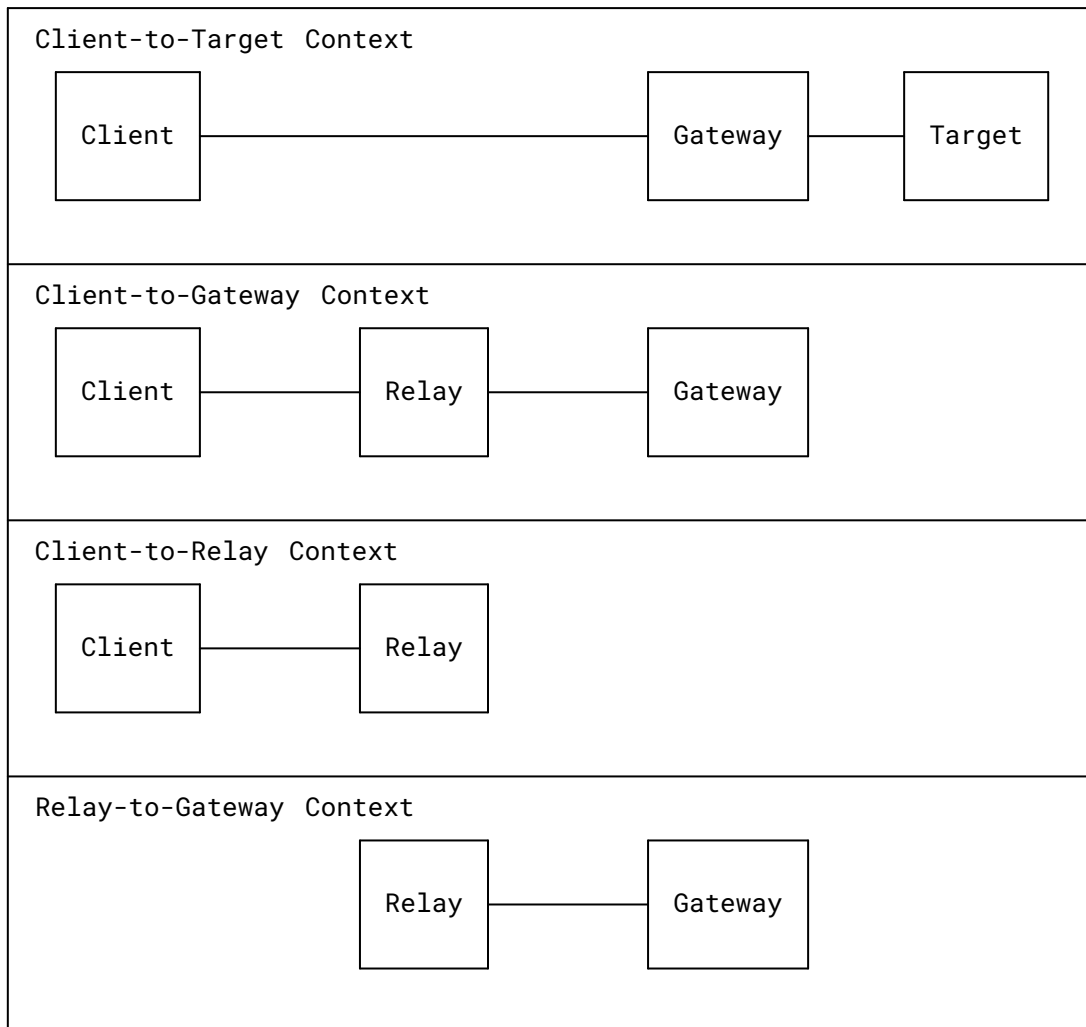 Client-to-Target Context
Client Gateway Target
Client-to-Gateway Context
Client Relay Gateway
Client-to-Relay Context
Client Relay
Relay-to-Gateway Context
Relay Gateway